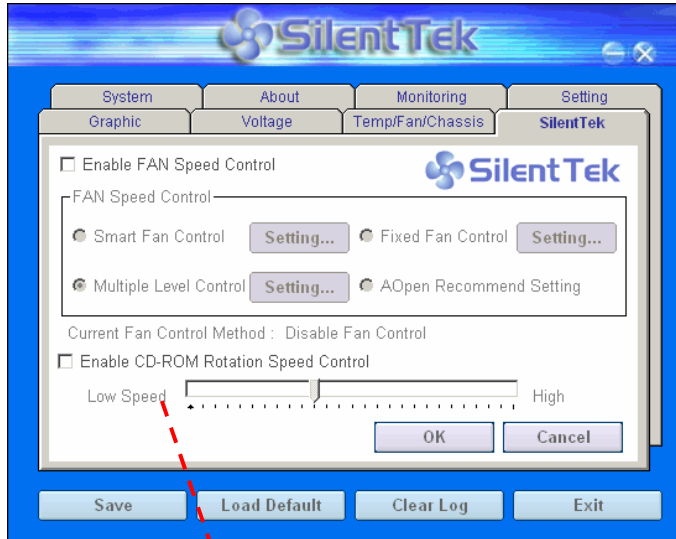 SilentTek
System About Monitoring Setting
Graphic Voltage Temp/Fan/Chassis SilentTek
Enable FAN Speed Control
SilentTek
FAN Speed Control
Smart Fan Control Setting... Fixed Fan Control Setting...
Multiple Level Control Setting... AOpen Recommend Setting
Current Fan Control Method : Disable Fan Control
Enable CD-ROM Rotation Speed Control
Low Speed High
OK Cancel
Save Load Default Clear Log Exit